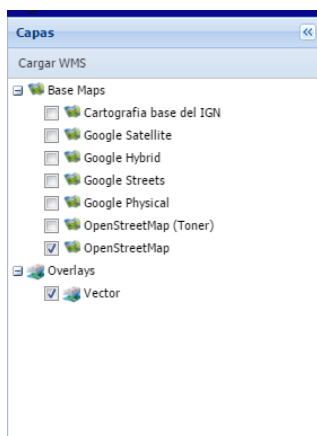 Capas
Cargar WMS
Base Maps
Cartografia base del IGN
Google Satellite
Google Hybrid
Google Streets
Google Physical
OpenStreetMap (Toner)
OpenStreetMap
Overlays
Vector